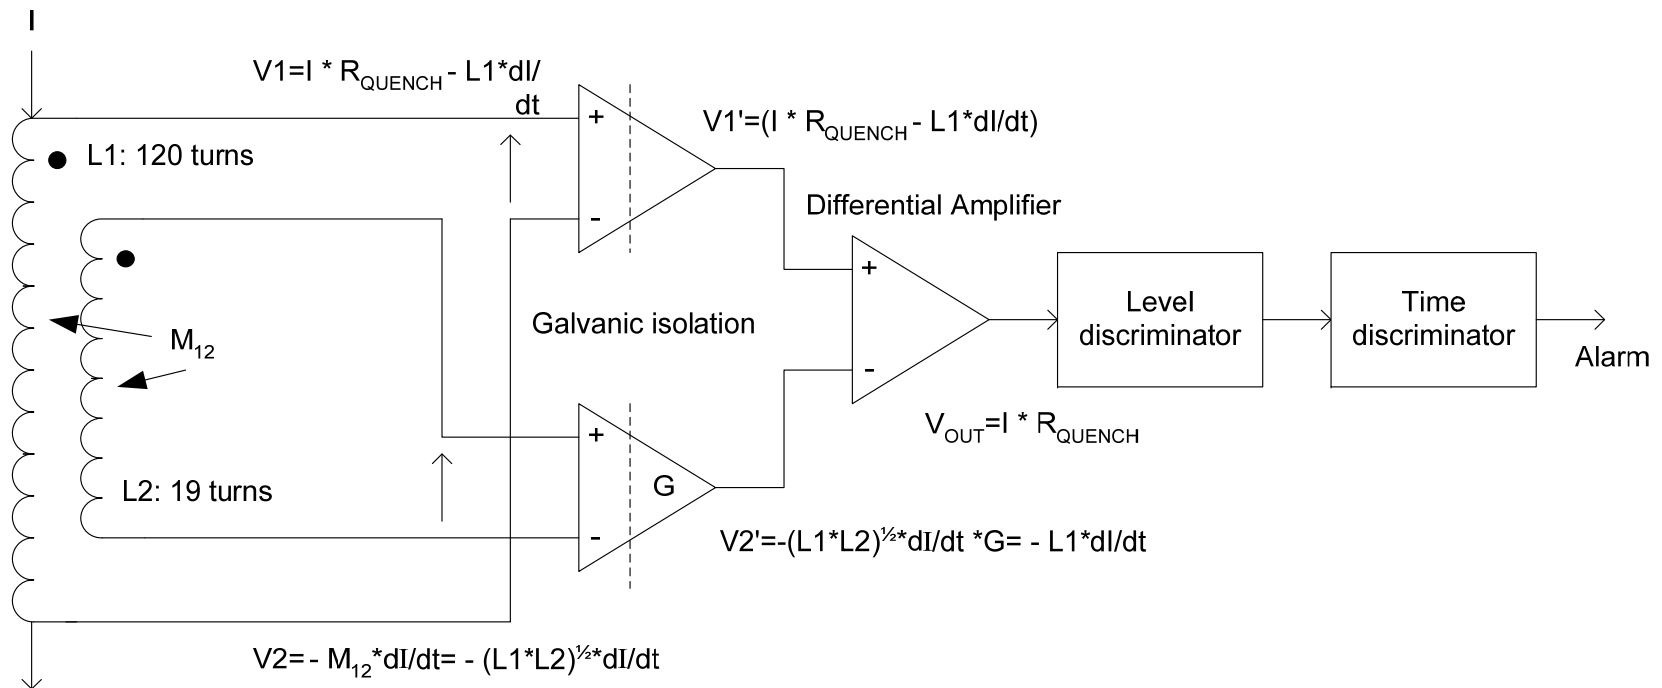 I
V1=I * R_QUENCH - L1*dI/
dt
+
-
V1'=(I * R_QUENCH - L1*dI/dt)
L1: 120 turns
Differential Amplifier
+
-
Level
discriminator
Time
discriminator
Alarm
Galvanic isolation
M_12
V_OUT=I * R_QUENCH
+
-
G
L2: 19 turns
V2'=-(L1*L2)^½*dI/dt *G= - L1*dI/dt
V2= - M_12*dI/dt= - (L1*L2)^½*dI/dt